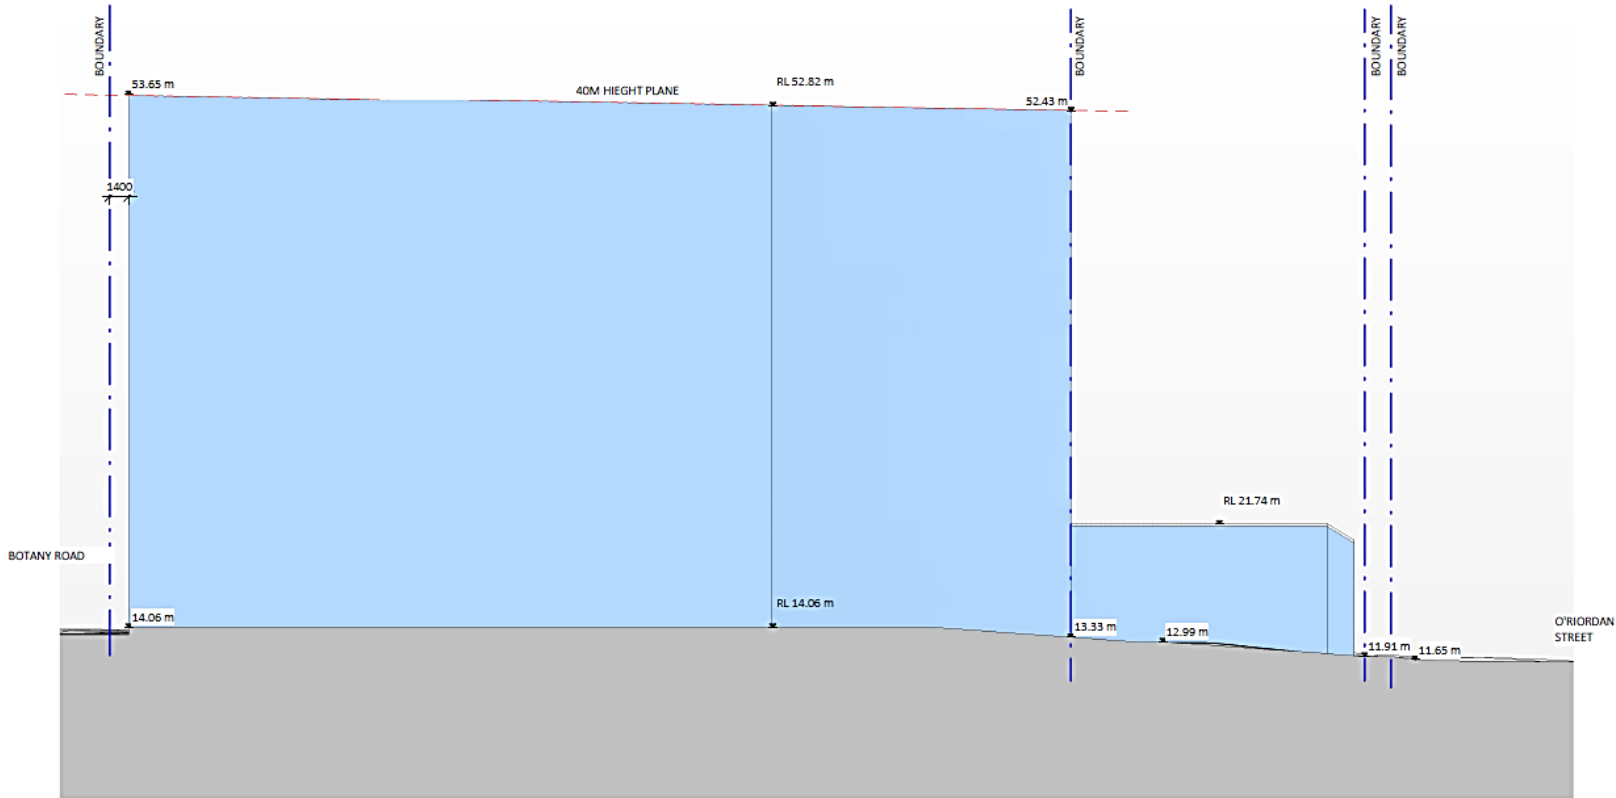 BOUNDARY
BOUNDARY
BOUNDARY
BOUNDARY
53.65 m
40M HIEGHT PLANE
RL 52.82 m
52.43 m
1400
RL 21.74 m
BOTANY ROAD
14.06 m
RL 14.06 m
13.33 m
12.99 m
11.91 m
11.65 m
O'RIORDAN
STREET